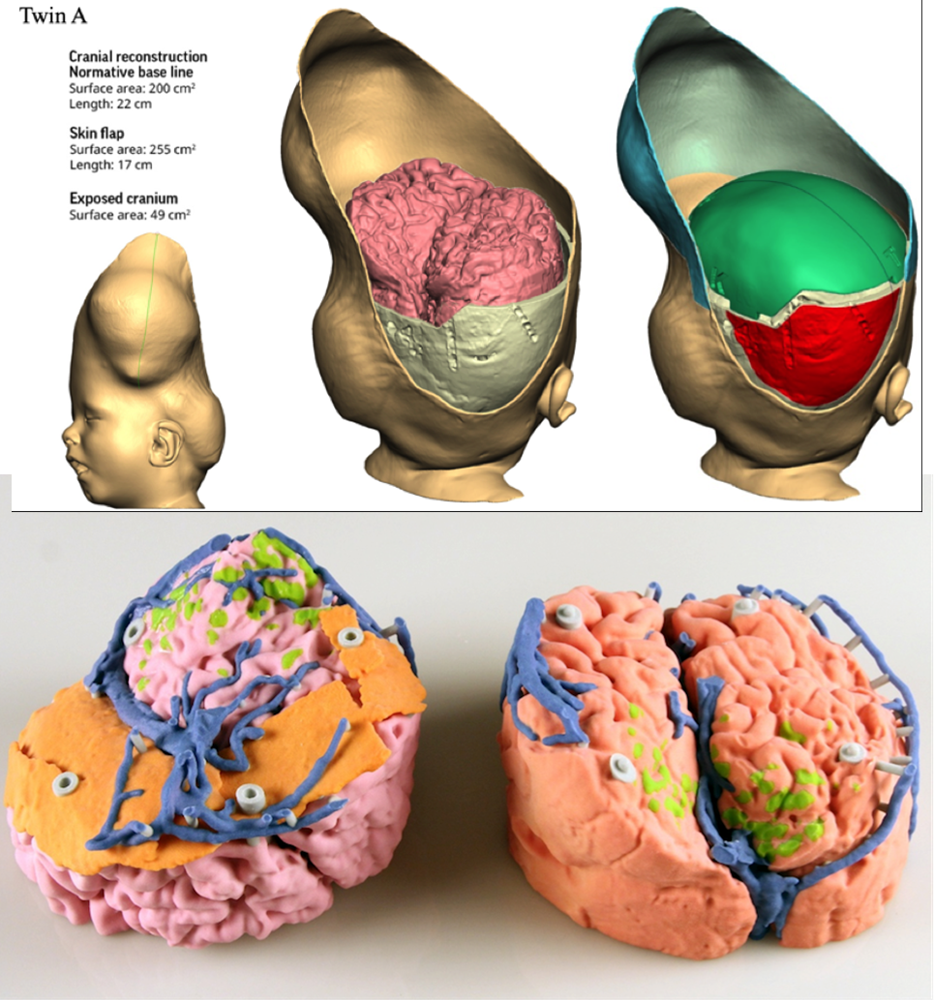 Twin A
Cranial reconstruction
Normative base line
Surface area: 200 cm²
Length: 22 cm
Skin flap
Surface area: 255 cm²
Length: 17 cm
Exposed cranium
Surface area: 49 cm²